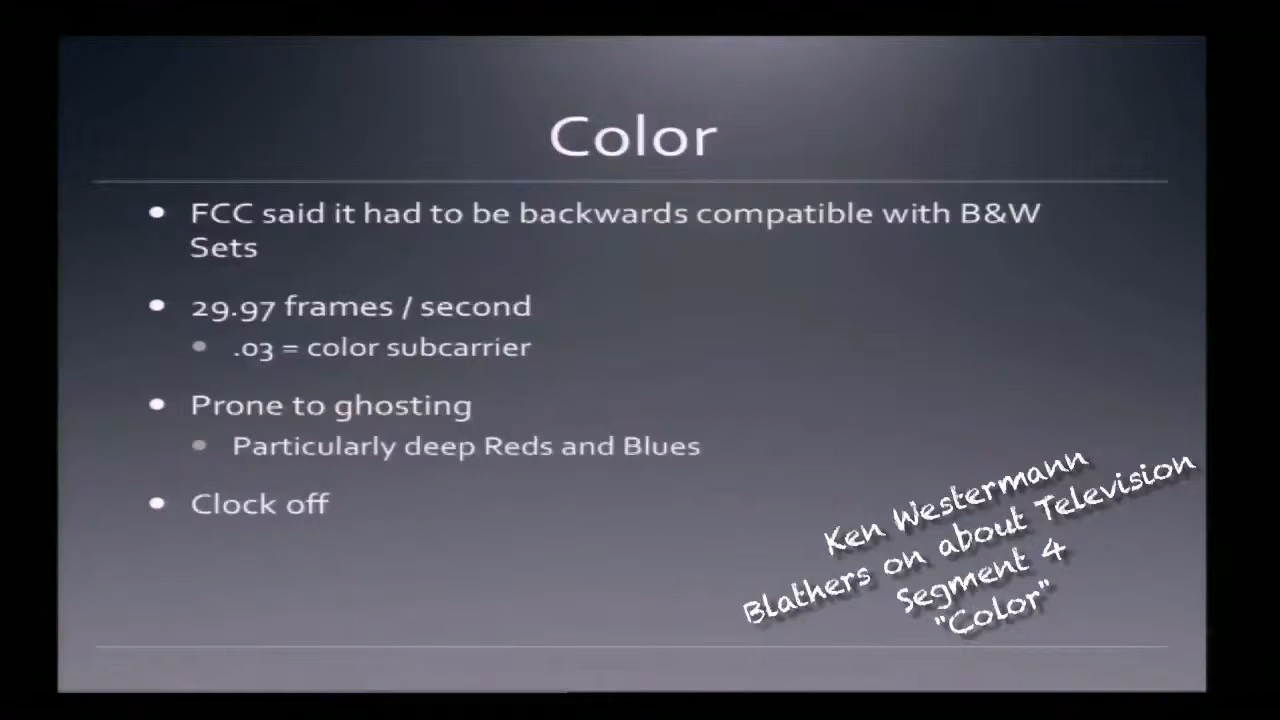 Color
• FCC said it had to be backwards compatible with B&W
Sets
• 29.97 frames / second
• .03 = color subcarrier
• Prone to ghosting
• Particularly deep Reds and Blues
• Clock off
Ken Westermann
Blathers on about Television
Segment 4
"Color"